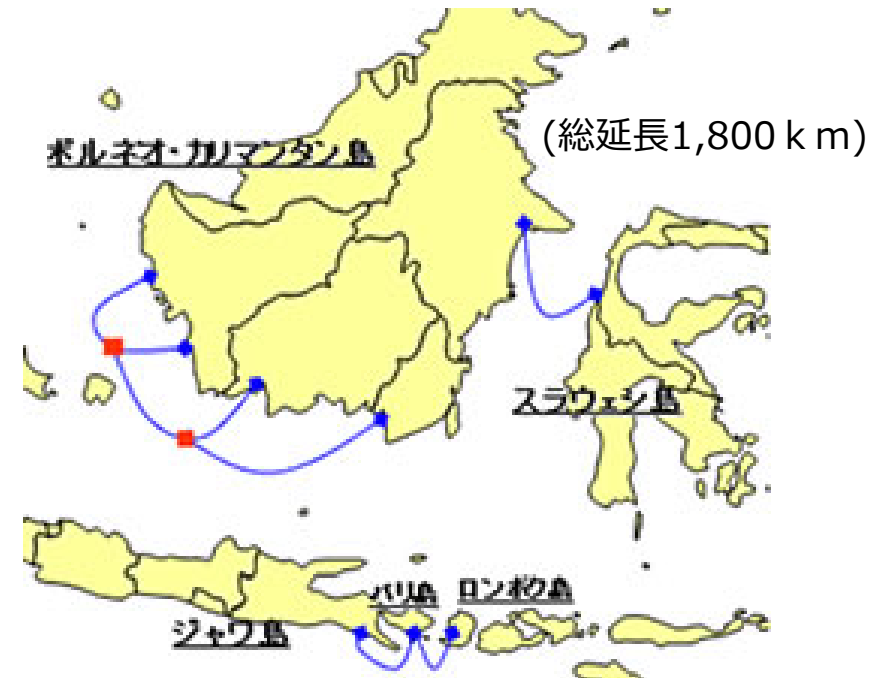 (総延長1,800ｋｍ)
ボルネオ・カリマンタン島
スラウェシ島
バリ島
ロンボク島
ジャワ島